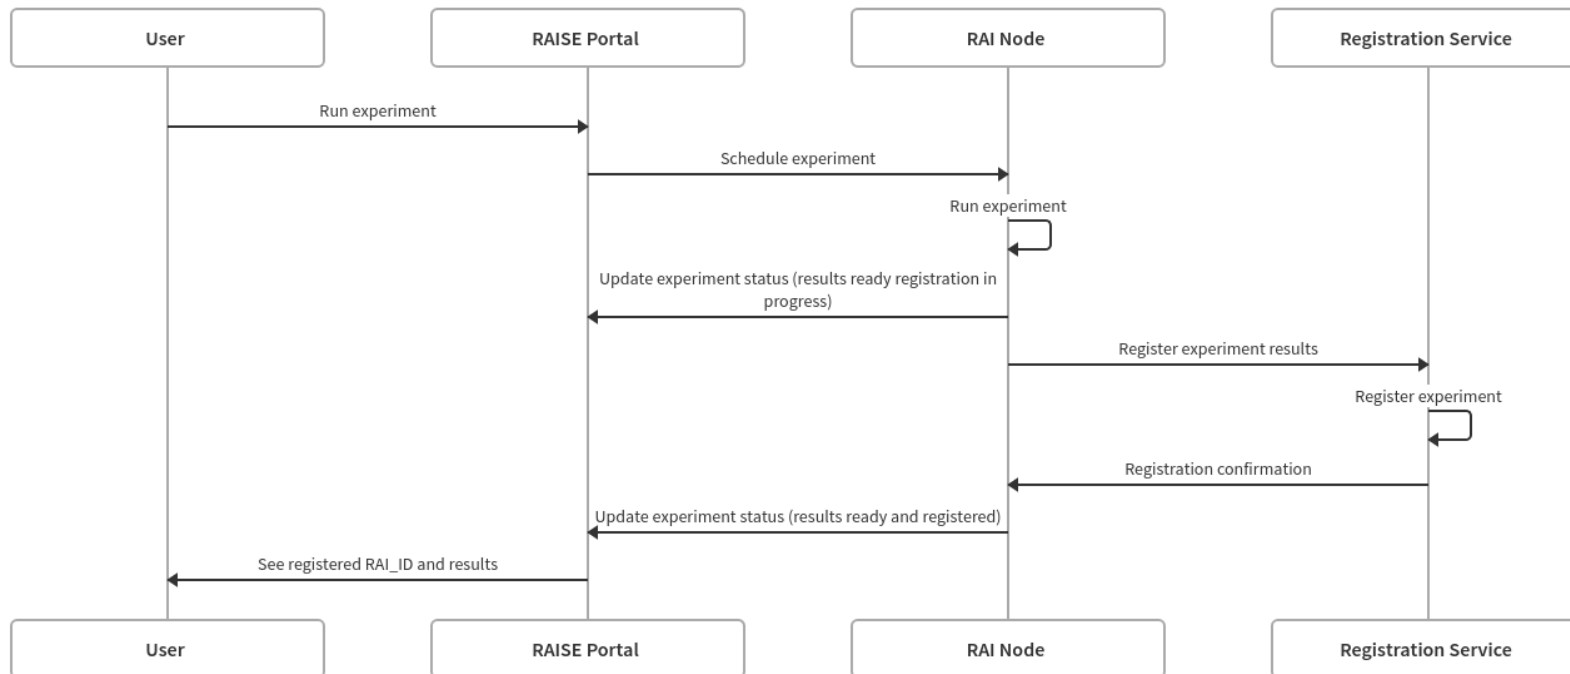 User
RAISE Portal
RAI Node
Registration Service
Run experiment
Schedule experiment
Run experiment
Update experiment status (results ready registration in
progress)
Register experiment results
Register experiment
Registration confirmation
Update experiment status (results ready and registered)
See registered RAI_ID and results
User
RAISE Portal
RAI Node
Registration Service